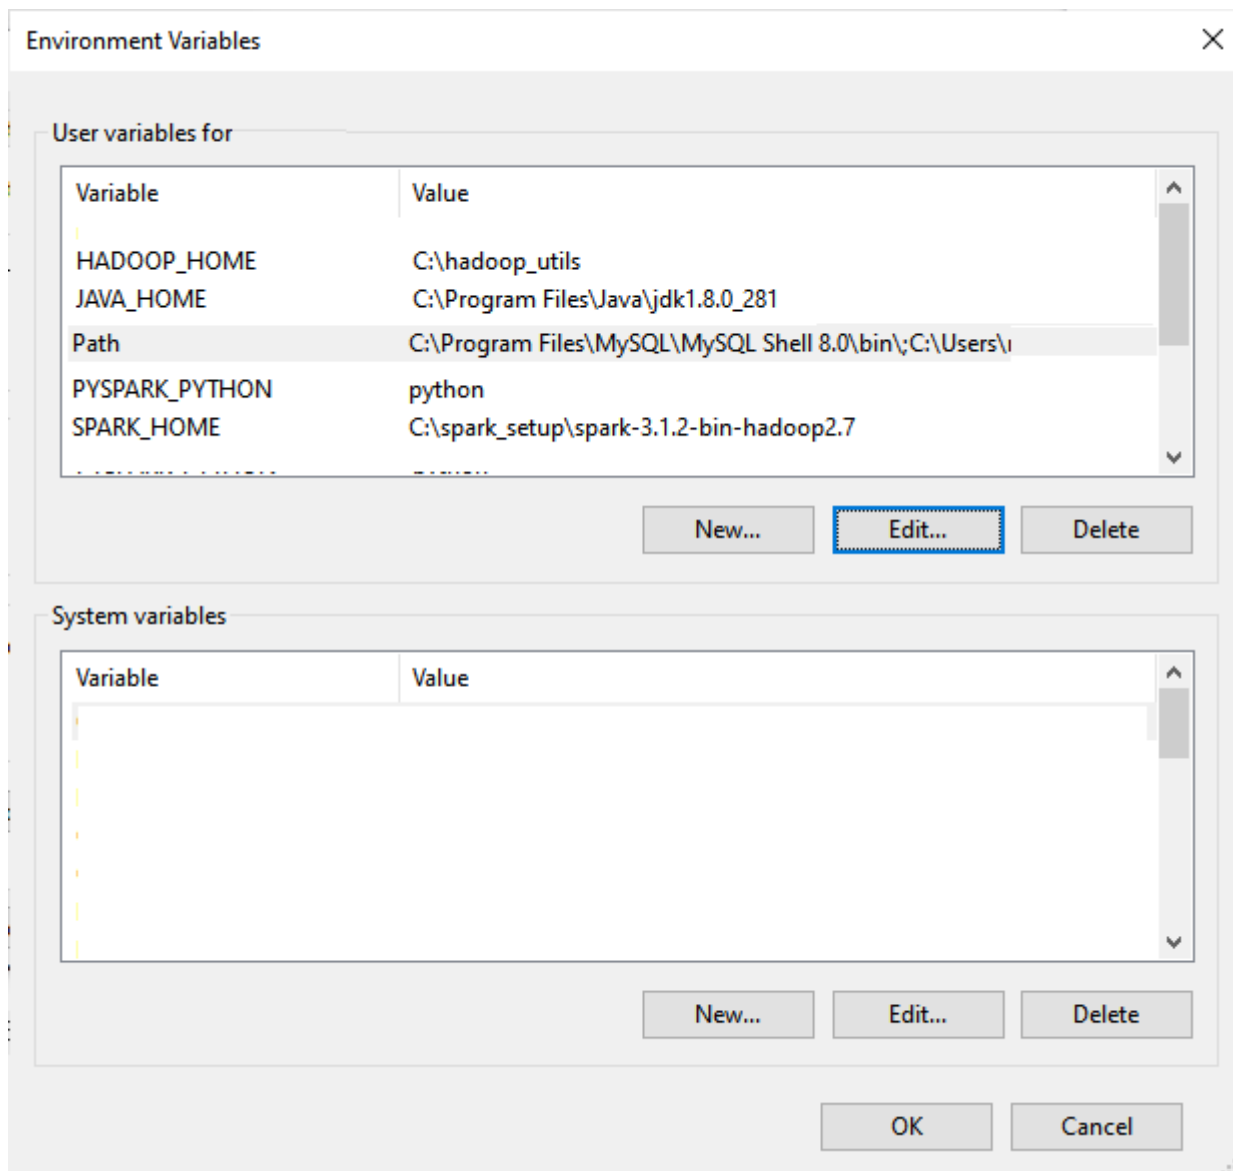 Environment Variables
User variables for
Variable Value
HADOOP_HOME C:\hadoop_utils
JAVA_HOME C:\Program Files\Java\jdk1.8.0_281
Path C:\Program Files\MySQL\MySQL Shell 8.0\bin\;C:\Users\
PYSPARK_PYTHON python
SPARK_HOME C:\spark_setup\spark-3.1.2-bin-hadoop2.7
New... Edit... Delete
System variables
Variable Value
New... Edit... Delete
OK Cancel